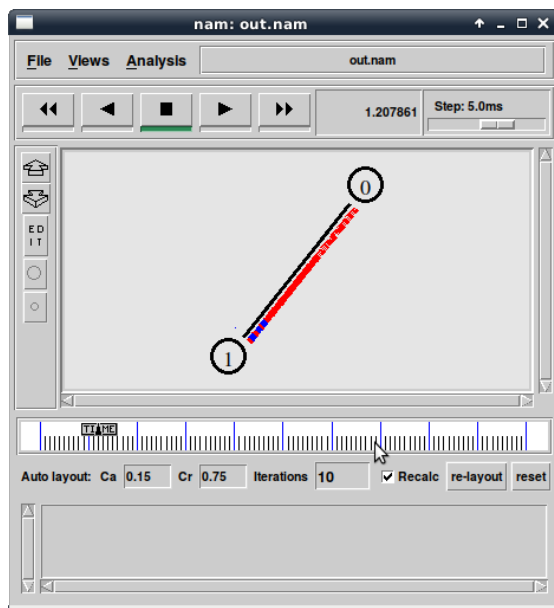 nam: out.nam
File Views Analysis out.nam
1.207861 Step: 5.0ms
ED
IT
0
1
TIME
Auto layout: Ca 0.15 Cr 0.75 Iterations 10 Recalc re-layout reset